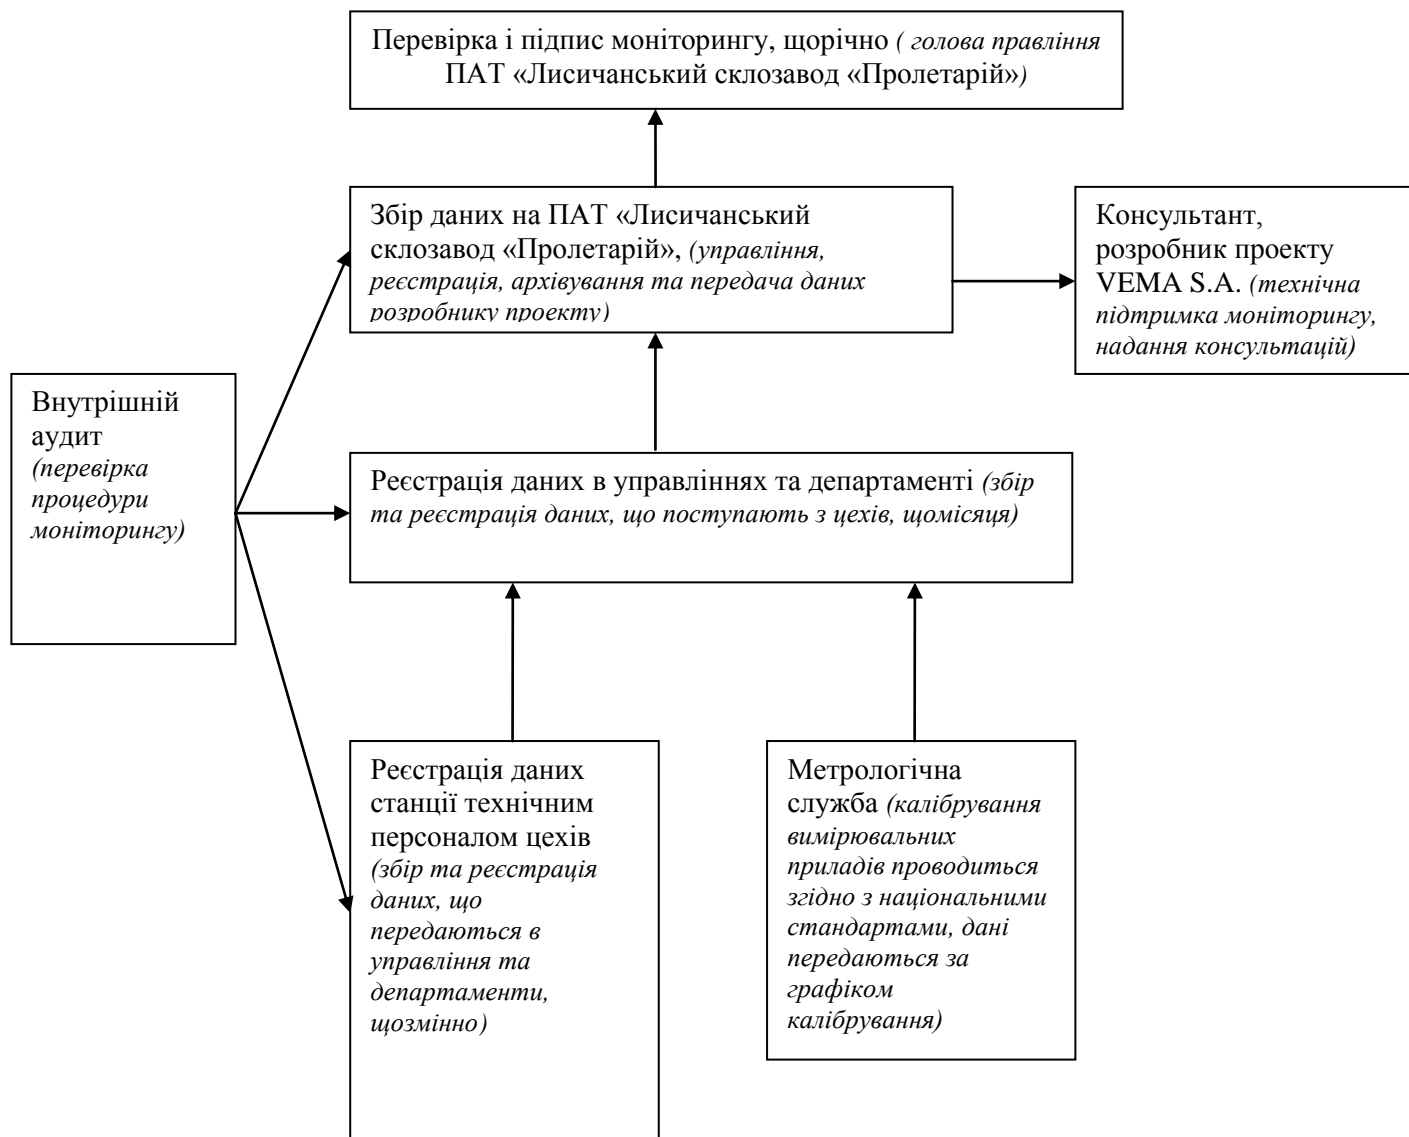 Перевірка і підпис моніторингу, щорічно ( голова правління
ПАТ «Лисичанський склозавод «Пролетарій»)
Збір даних на ПАТ «Лисичанський
склозавод «Пролетарій», (управління,
реєстрація, архівування та передача даних
розробнику проекту)
Консультант,
розробник проекту
VEMA S.A. (технічна
підтримка моніторингу,
надання консультацій)
Внутрішній
аудит
(перевірка
процедури
моніторингу)
Реєстрація даних в управліннях та департаменті (збір
та реєстрація даних, що поступають з цехів, щомісяця)
Реєстрація даних
станції технічним
персоналом цехів
(збір та реєстрація
даних, що
передаються в
управління та
департаменти,
щозмінно)
Метрологічна
служба (калібрування
вимірювальних
приладів проводиться
згідно з національними
стандартами, дані
передаються за
графіком
калібрування)